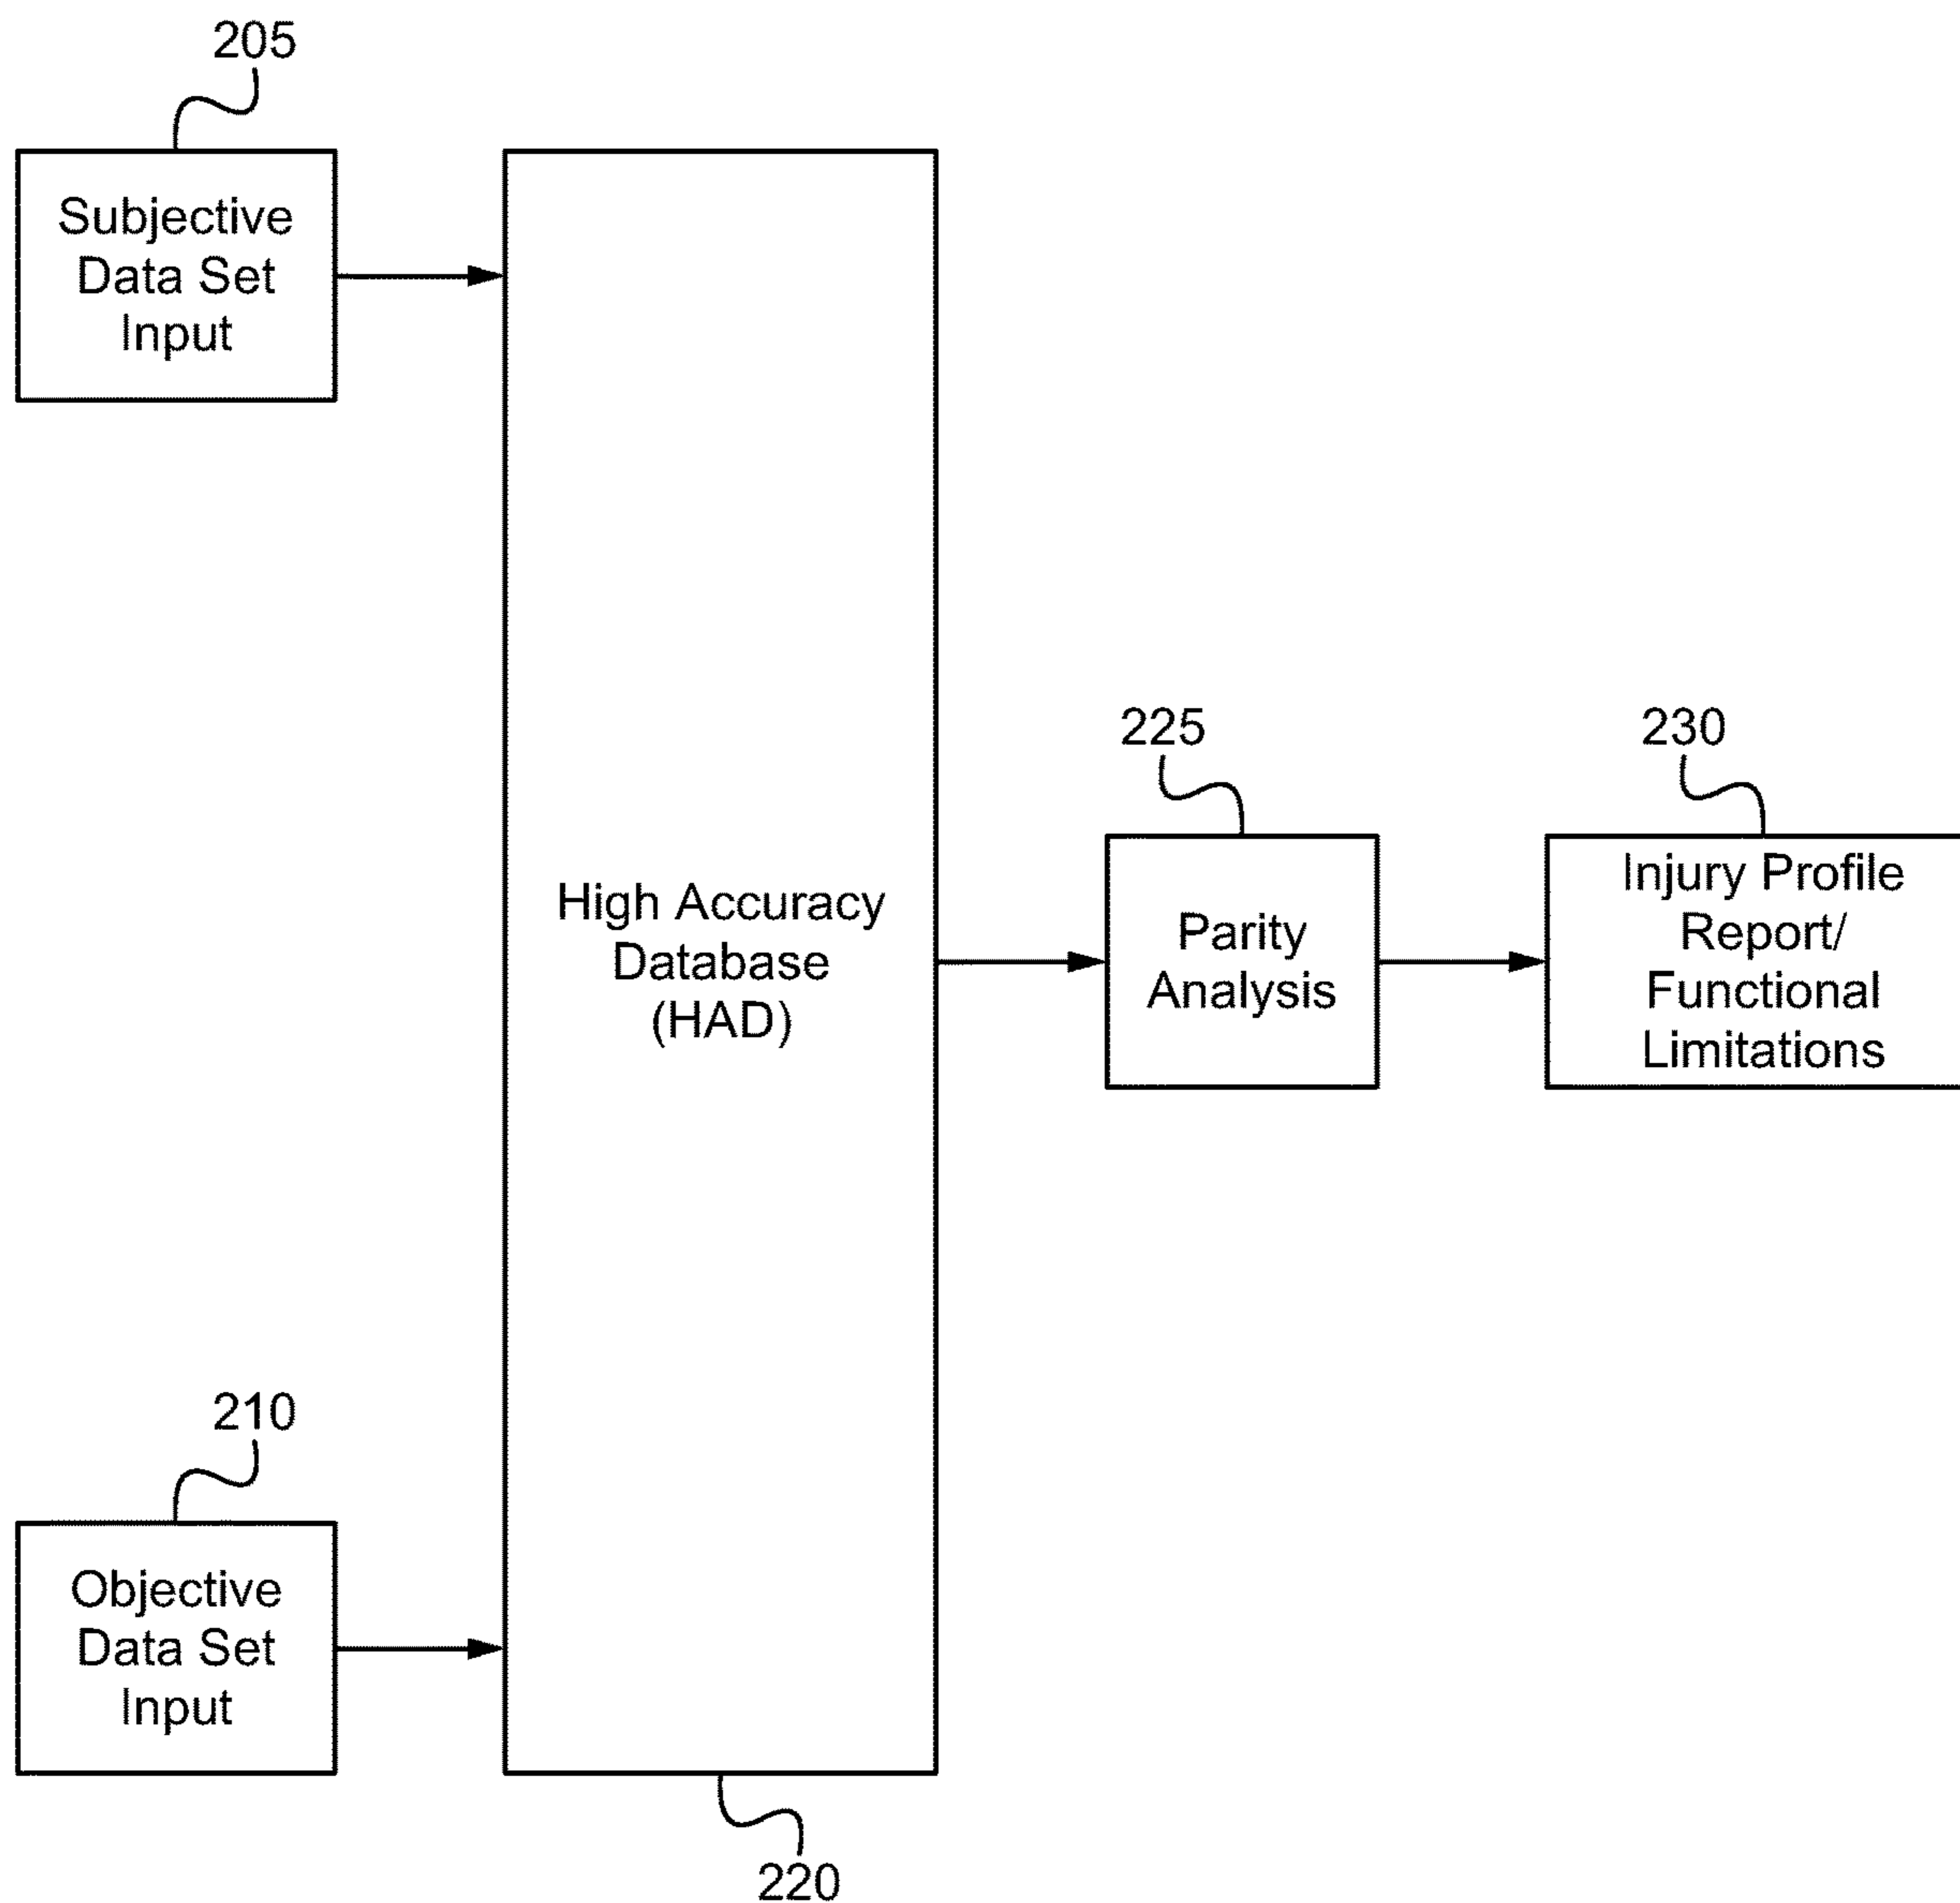 205
Subjective
Data Set
Input
High Accuracy
Database
(HAD)
225
Parity
Analysis
230
Injury Profile
Report/
Functional
Limitations
210
Objective
Data Set
Input
220